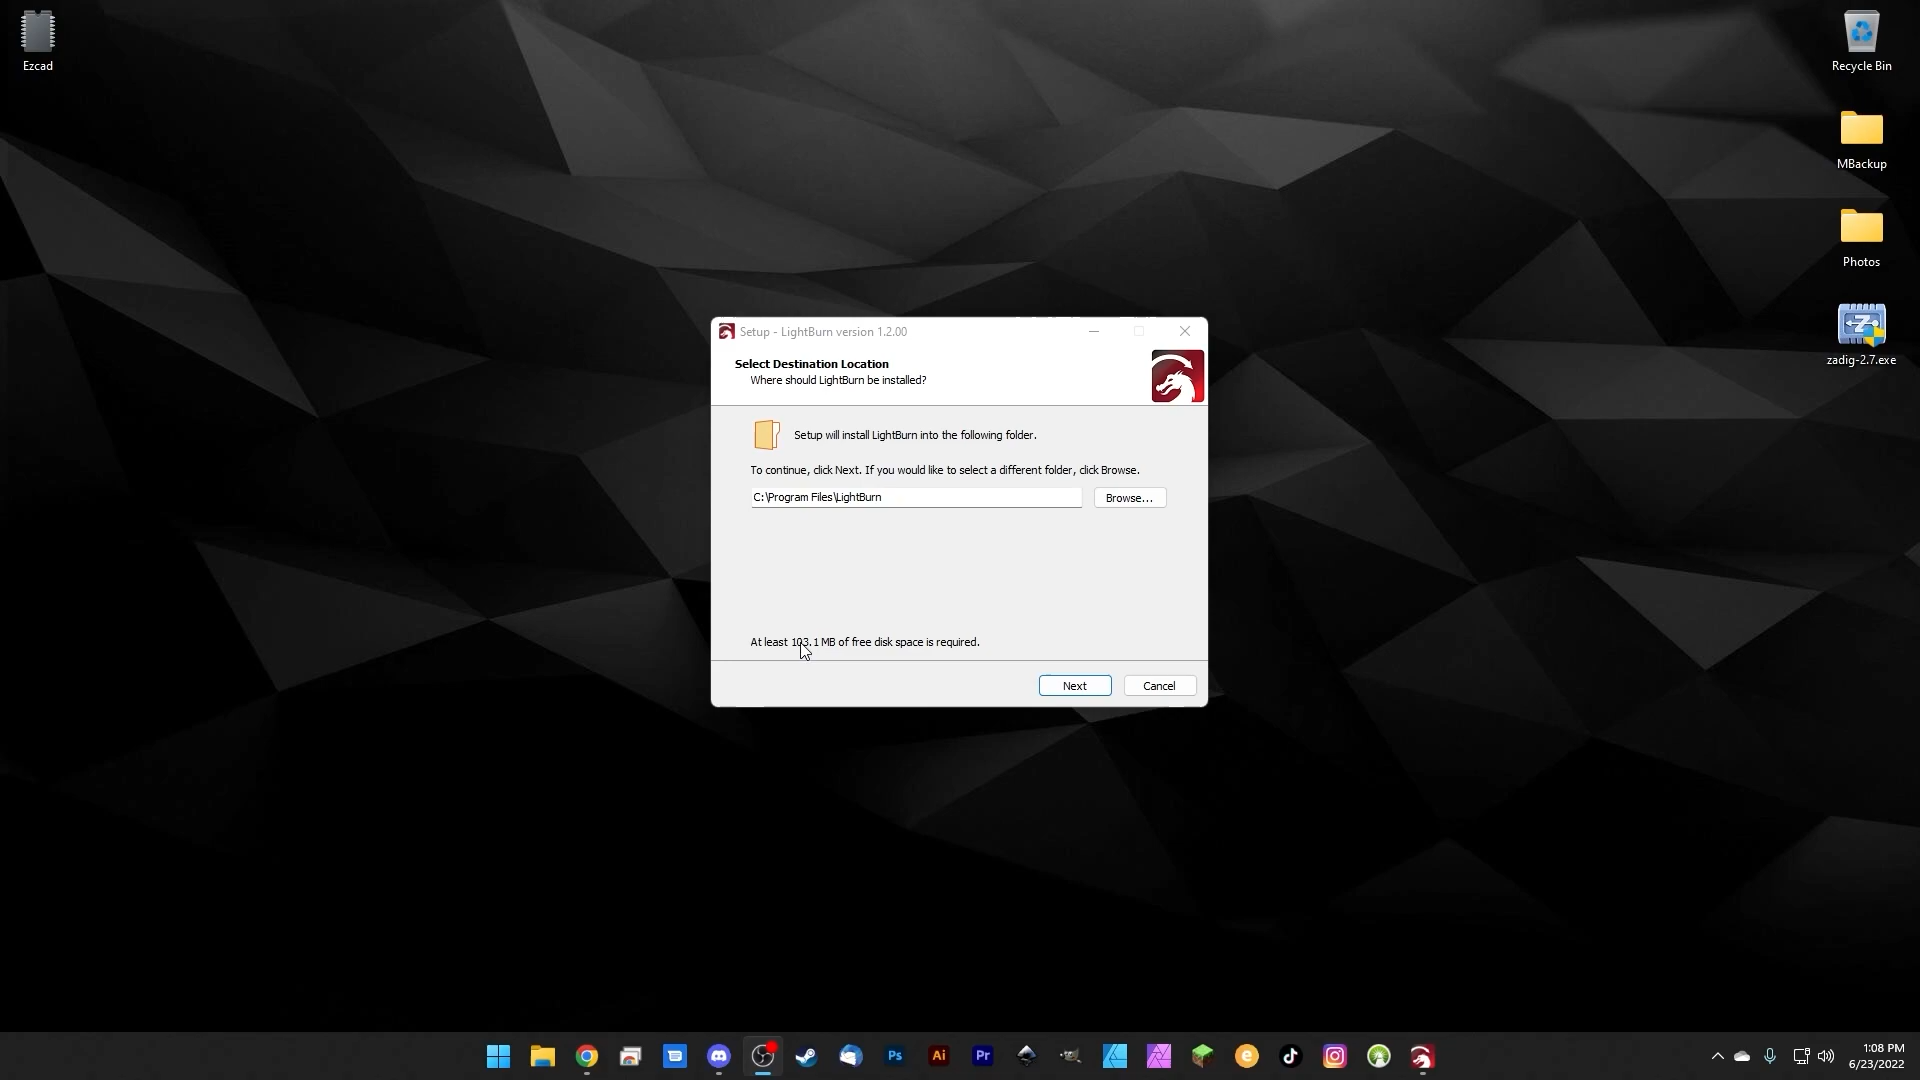 Ezcad
Recycle Bin
MBackup
Photos
zadig-2.7.exe
Setup - LightBurn version 1.2.00
Select Destination Location
Where should LightBurn be installed?
Setup will install LightBurn into the following folder.
To continue, click Next. If you would like to select a different folder, click Browse.
C:\Program Files\LightBurn
Browse...
At least 103.1 MB of free disk space is required.
Next
Cancel
Ps
Ai
Pr
e
1:08 PM
6/23/2022